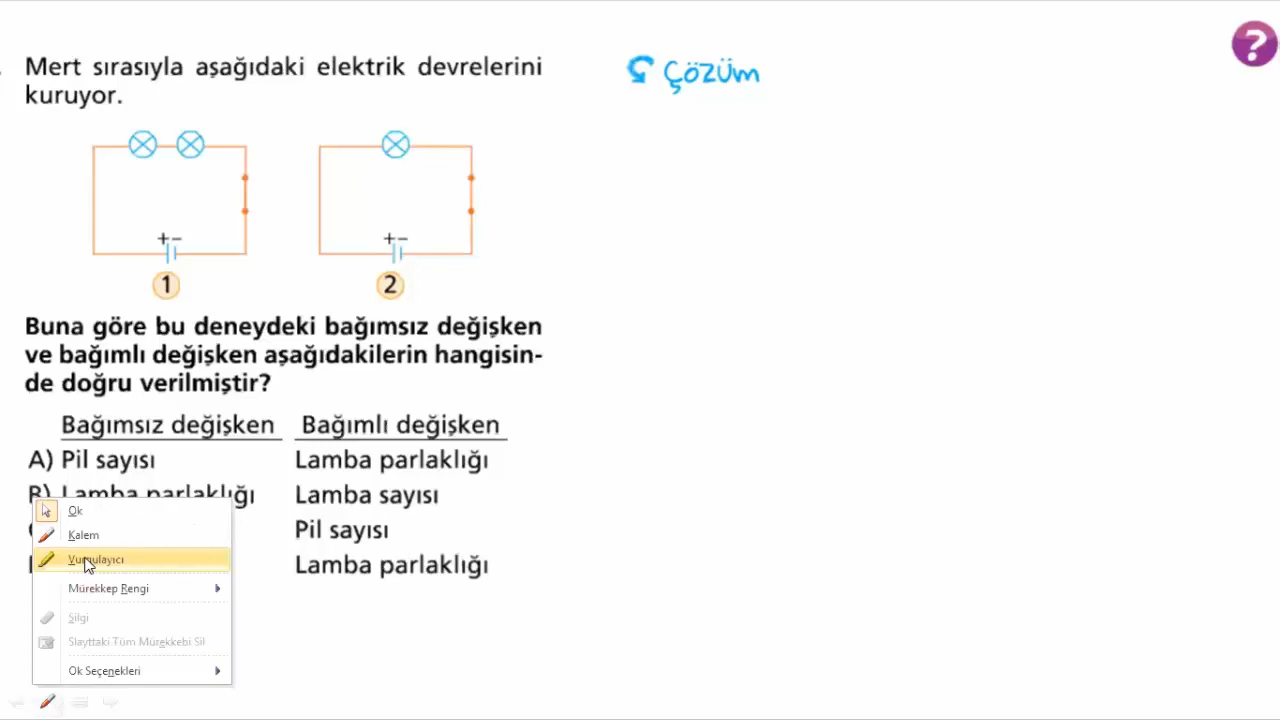 Mert sırasıyla aşağıdaki elektrik devrelerini
kuruyor.
Çözüm
?
+−
+−
1
2
Buna göre bu deneydeki bağımsız değişken
ve bağımlı değişken aşağıdakilerin hangisin-
de doğru verilmiştir?
Bağımsız değişken Bağımlı değişken
A) Pil sayısı Lamba parlaklığı
B) Lamba parlaklığı Lamba sayısı
Pil sayısı
Lamba parlaklığı
Ok
Kalem
Vurgulayıcı
Mürekkep Rengi
Silgi
Slayttaki Tüm Mürekkebi Sil
Ok Seçenekleri